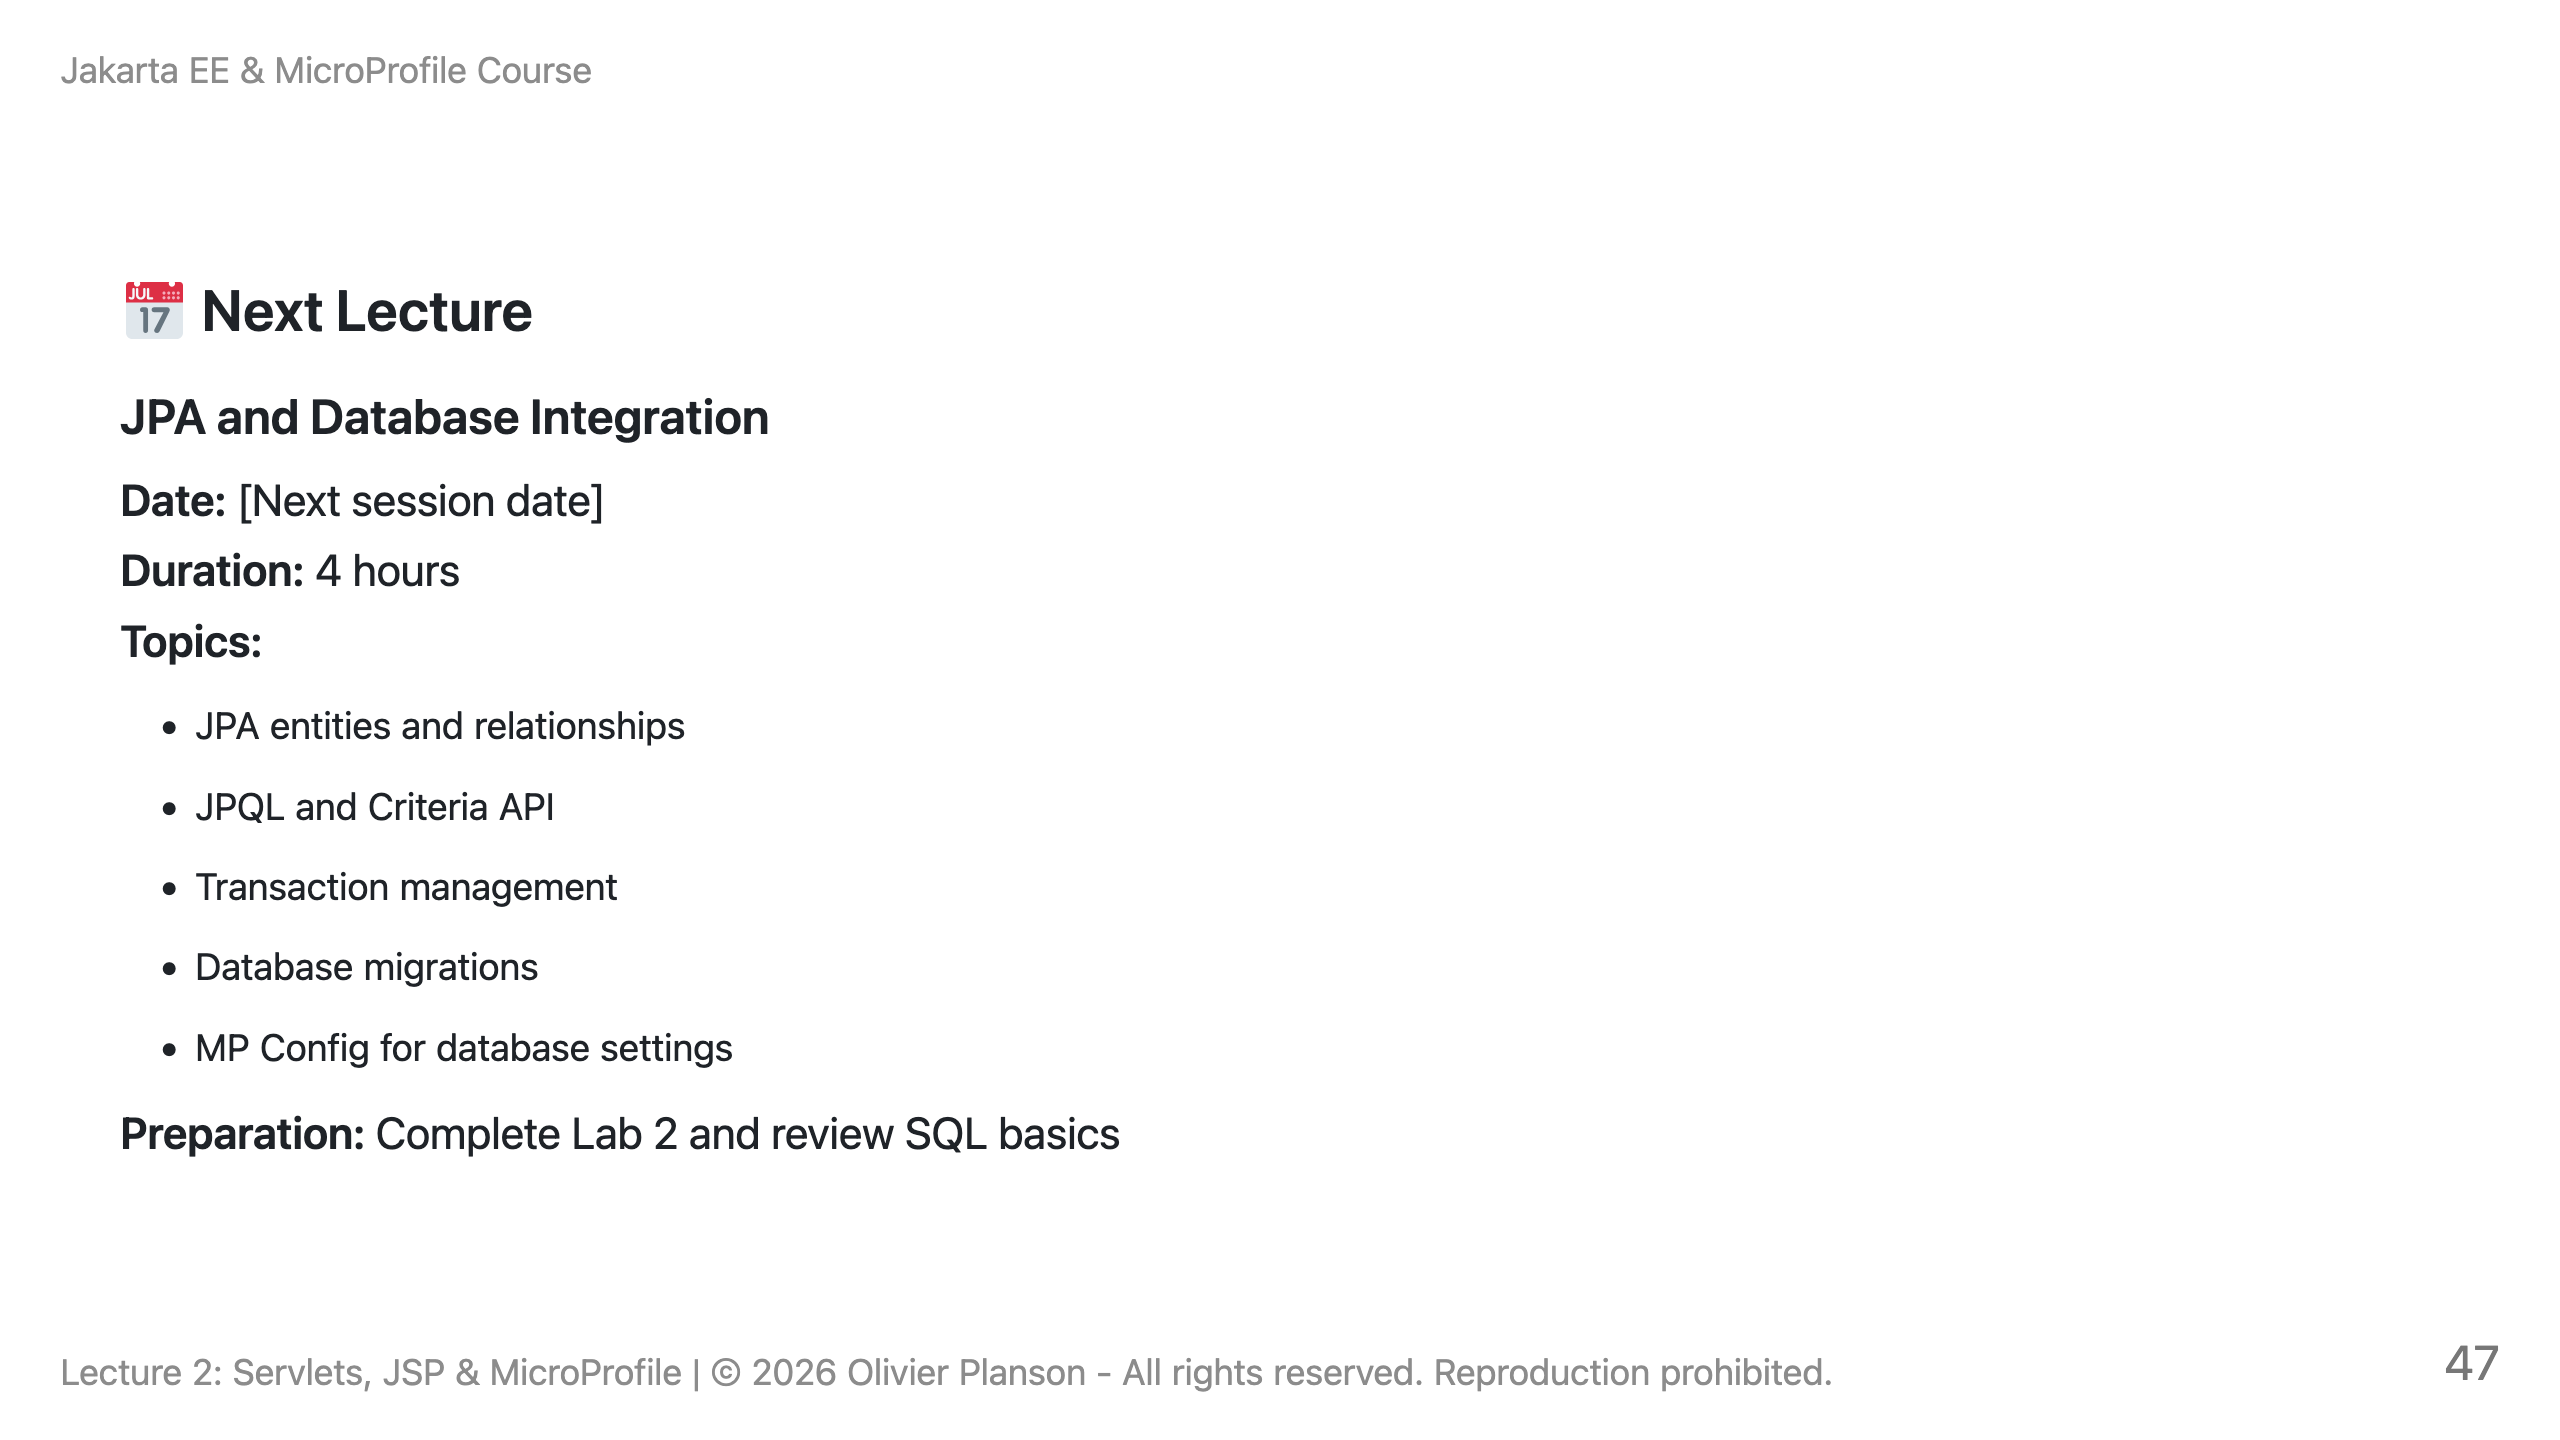 Jakarta EE & MicroProfile Course
📅 Next Lecture
JPA and Database Integration
Date: [Next session date]
Duration: 4 hours
Topics:
• JPA entities and relationships
• JPQL and Criteria API
• Transaction management
• Database migrations
• MP Config for database settings
Preparation: Complete Lab 2 and review SQL basics
Lecture 2: Servlets, JSP & MicroProfile | © 2026 Olivier Planson - All rights reserved. Reproduction prohibited.
47